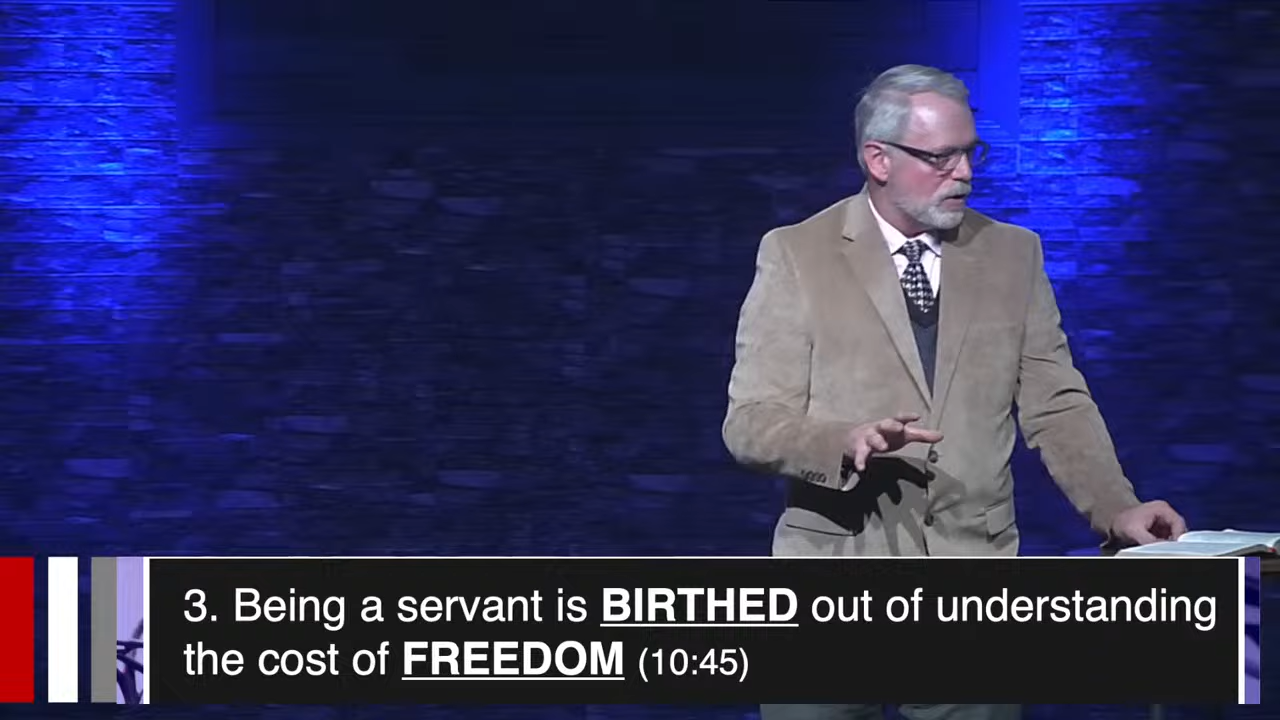 3. Being a servant is BIRTHED out of understanding
the cost of FREEDOM (10:45)